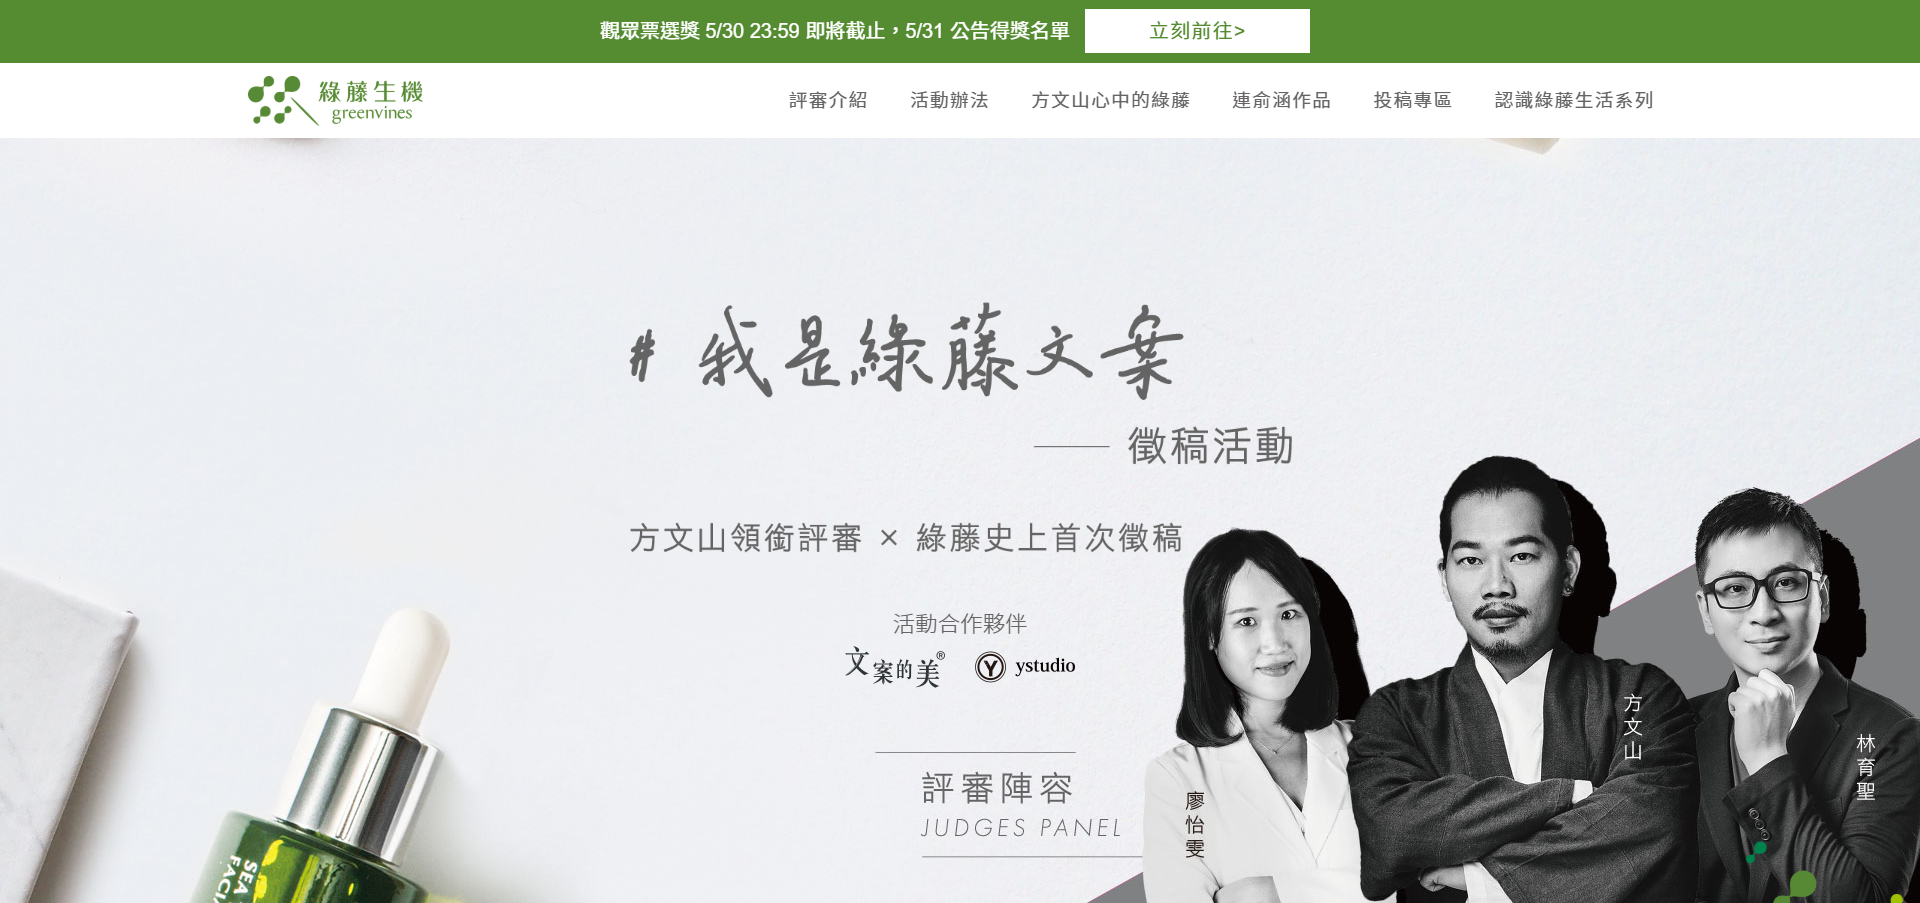 觀眾票選獎 5/30 23:59 即將截止，5/31 公告得獎名單
立刻前往>
綠藤生機
greenvines
評審介紹
活動辦法
方文山心中的綠藤
連俞涵作品
投稿專區
認識綠藤生活系列
# 我是綠藤文案
徵稿活動
方文山領銜評審 × 綠藤史上首次徵稿
活動合作夥伴
文案的美®
Y ystudio
評審陣容
JUDGES PANEL
廖怡雯
方文山
林育聖
SEA